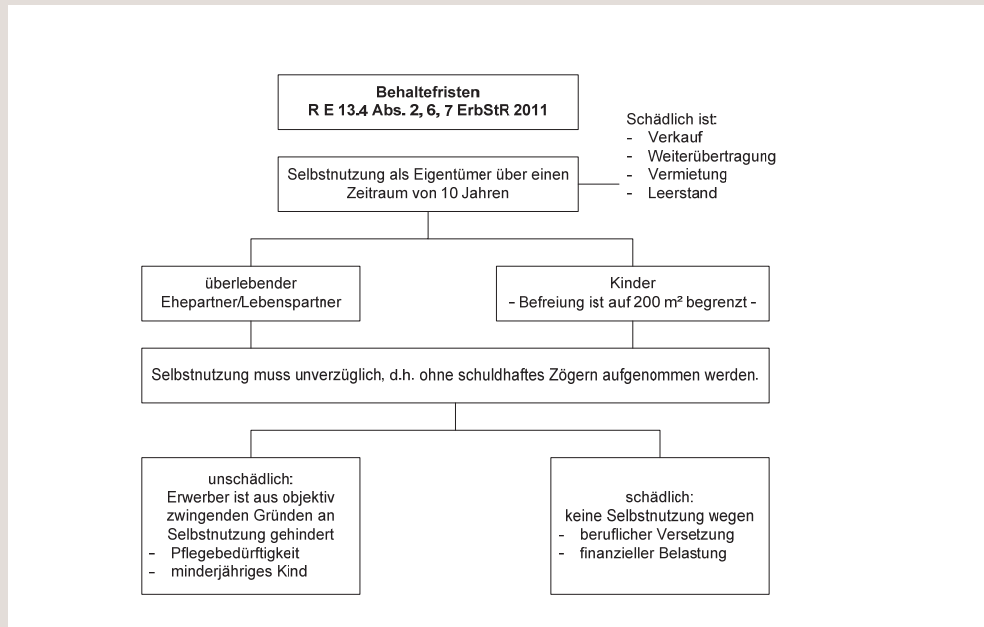 Behaltefristen
R E 13.4 Abs. 2, 6, 7 ErbStR 2011
Schädlich ist:
- Verkauf
- Weiterübertragung
- Vermietung
- Leerstand
Selbstnutzung als Eigentümer über einen
Zeitraum von 10 Jahren
überlebender
Ehepartner/Lebenspartner
Kinder
- Befreiung ist auf 200 m² begrenzt -
Selbstnutzung muss unverzüglich, d.h. ohne schuldhaftes Zögern aufgenommen werden.
unschädlich:
Erwerber ist aus objektiv
zwingenden Gründen an
Selbstnutzung gehindert
- Pflegebedürftigkeit
- minderjähriges Kind
schädlich:
keine Selbstnutzung wegen
- beruflicher Versetzung
- finanzieller Belastung